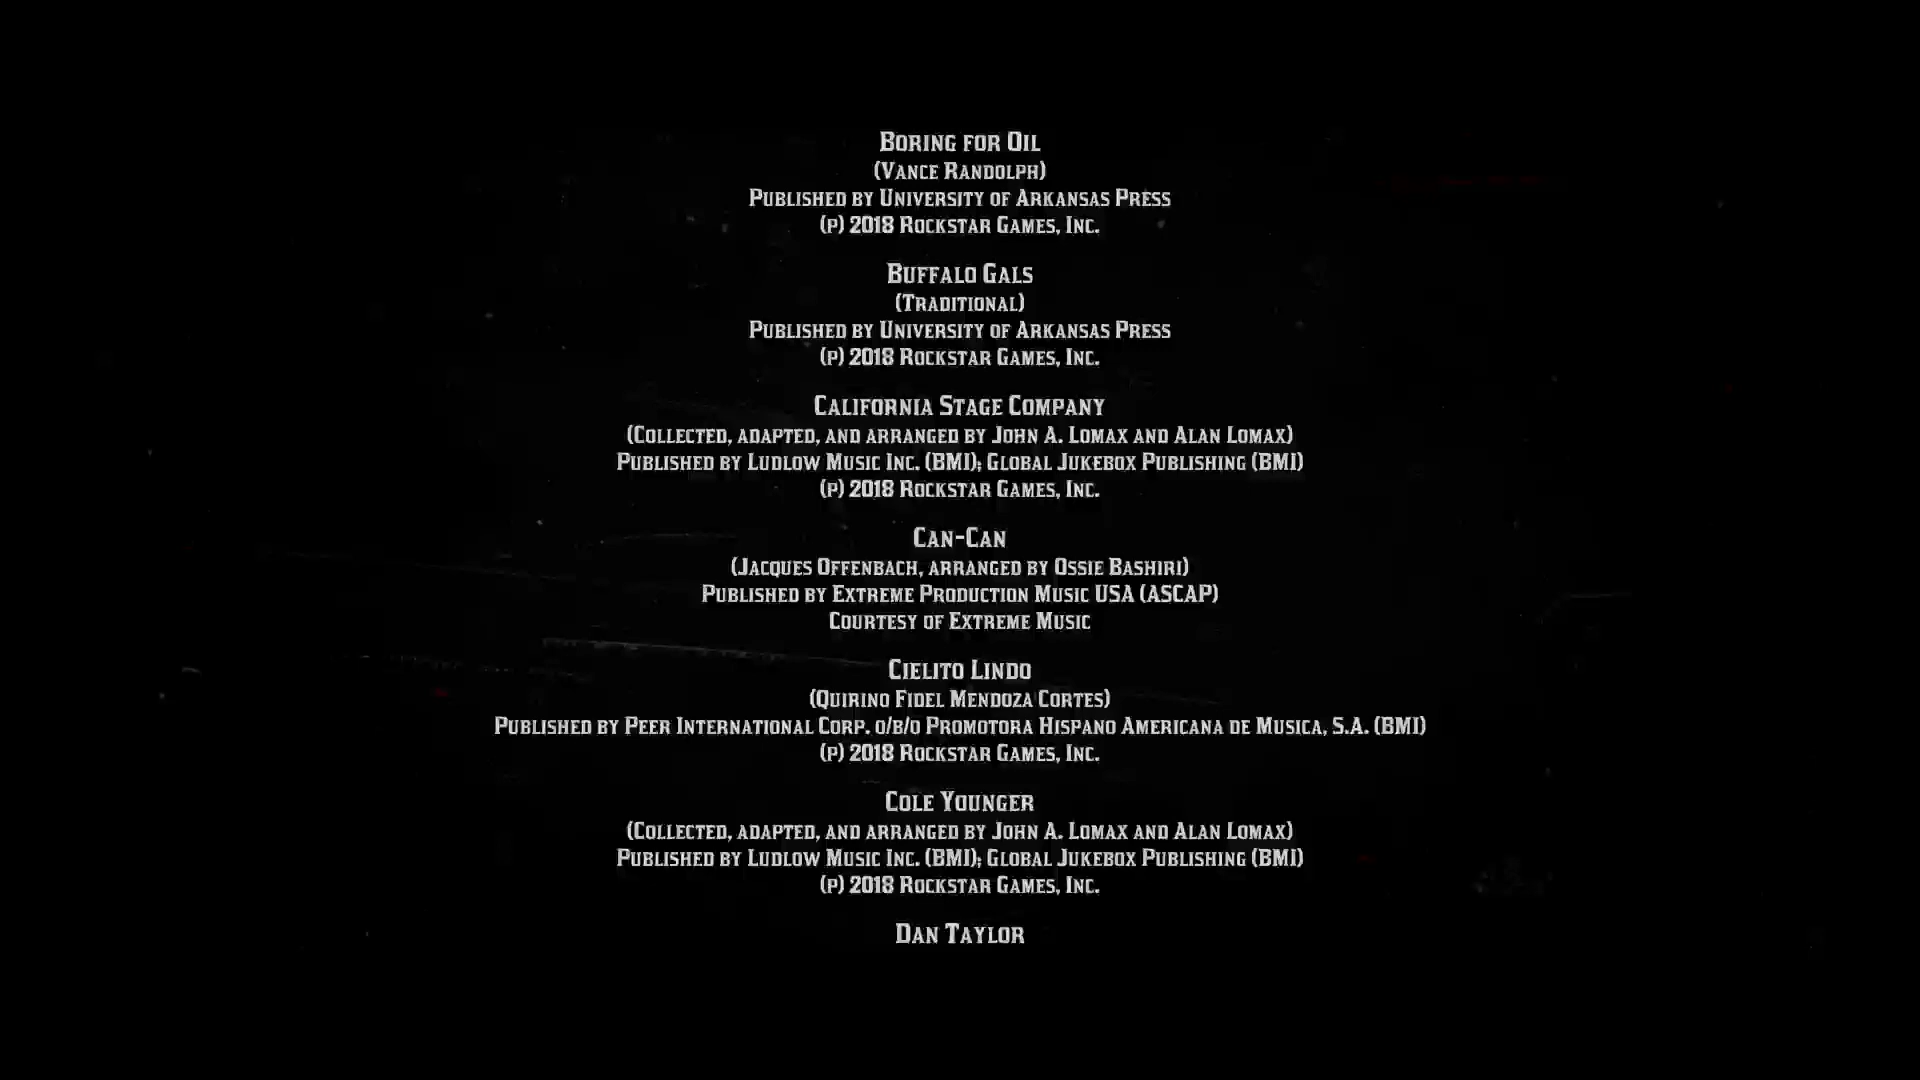 Boring for Oil
(Vance Randolph)
Published by University of Arkansas Press
(P) 2018 Rockstar Games, Inc.
Buffalo Gals
(Traditional)
Published by University of Arkansas Press
(P) 2018 Rockstar Games, Inc.
California Stage Company
(Collected, adapted, and arranged by John A. Lomax and Alan Lomax)
Published by Ludlow Music Inc. (BMI); Global Jukebox Publishing (BMI)
(P) 2018 Rockstar Games, Inc.
Can-Can
(Jacques Offenbach, arranged by Ossie Bashiri)
Published by Extreme Production Music USA (ASCAP)
Courtesy of Extreme Music
Cielito Lindo
(Quirino Fidel Mendoza Cortes)
Published by Peer International Corp. o/b/o Promotora Hispano Americana de Musica, S.A. (BMI)
(P) 2018 Rockstar Games, Inc.
Cole Younger
(Collected, adapted, and arranged by John A. Lomax and Alan Lomax)
Published by Ludlow Music Inc. (BMI); Global Jukebox Publishing (BMI)
(P) 2018 Rockstar Games, Inc.
Dan Taylor